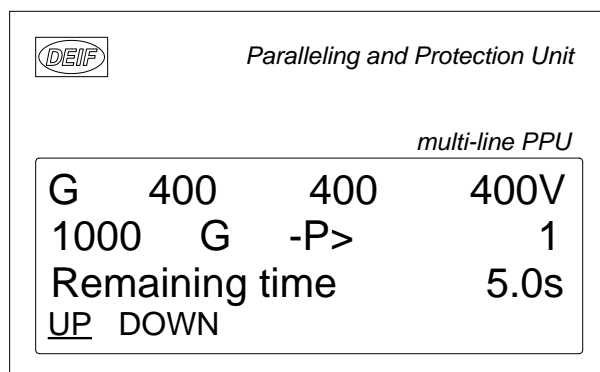 DEIF
Paralleling and Protection Unit
multi-line PPU
G 400 400 400V
1000 G -P> 1
Remaining time 5.0s
UP DOWN